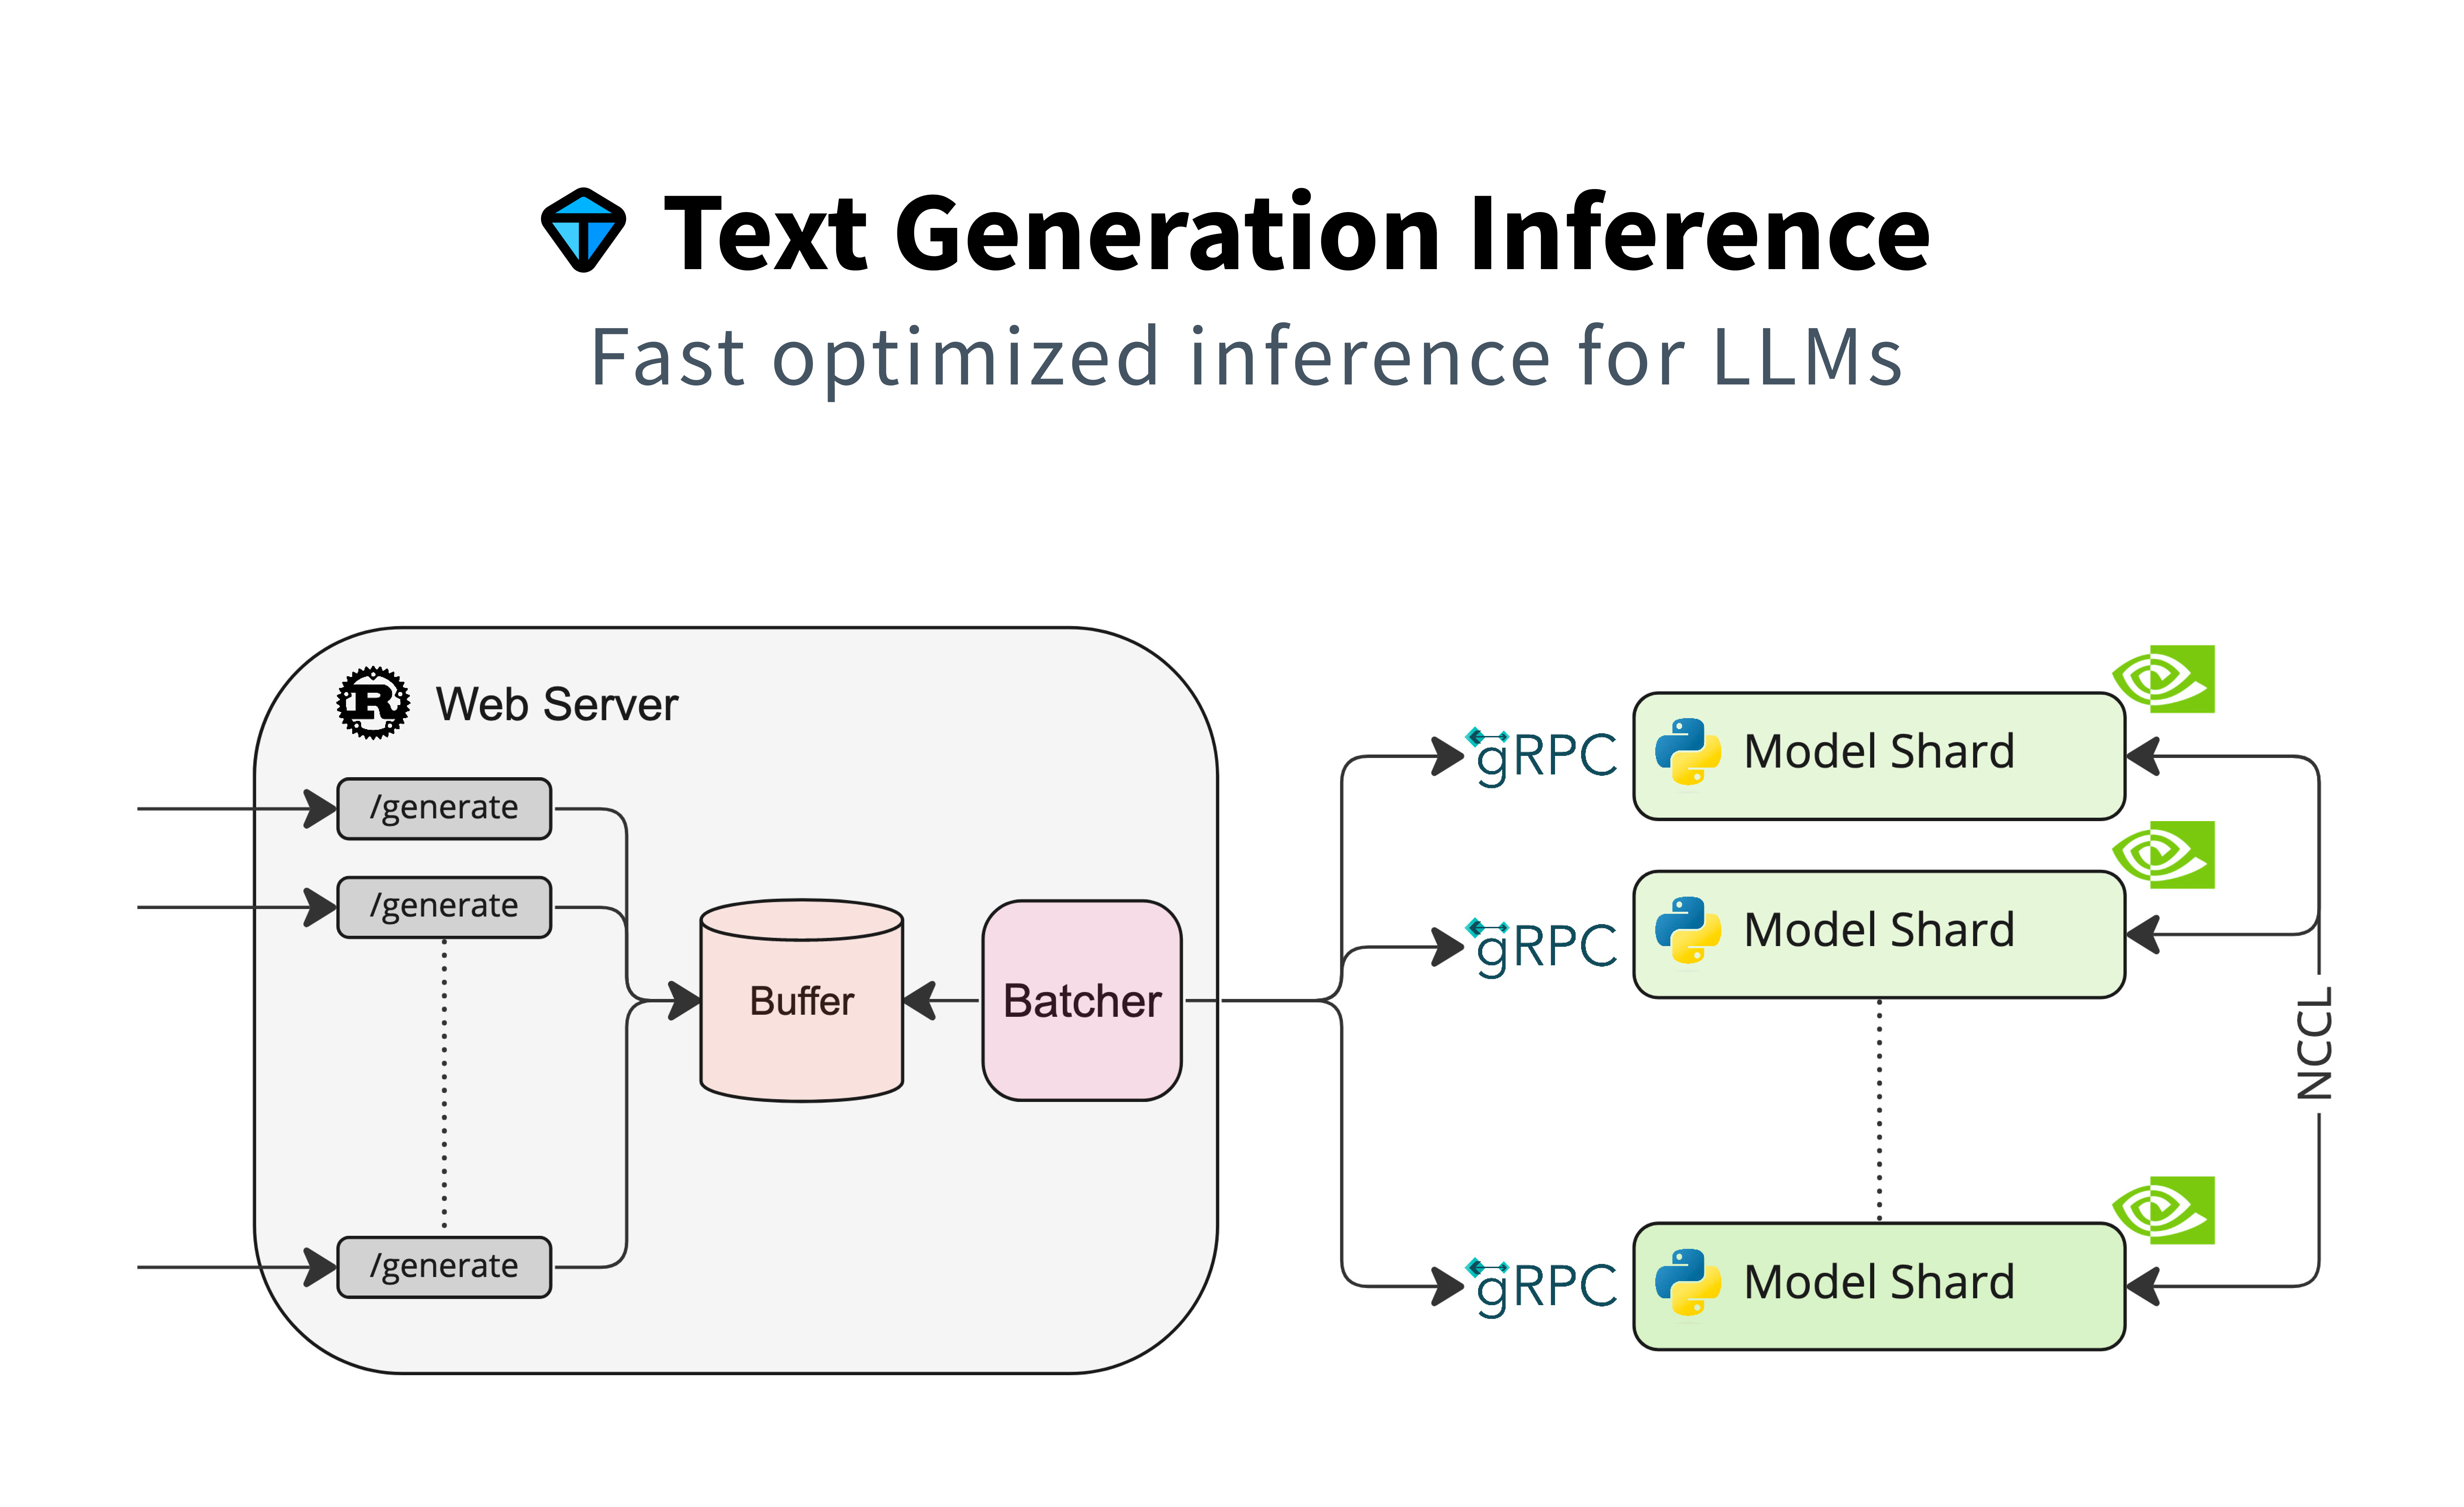 Text Generation Inference
Fast optimized inference for LLMs
Web Server
/generate
/generate
/generate
Buffer
Batcher
gRPC
Model Shard
gRPC
Model Shard
gRPC
Model Shard
NCCL